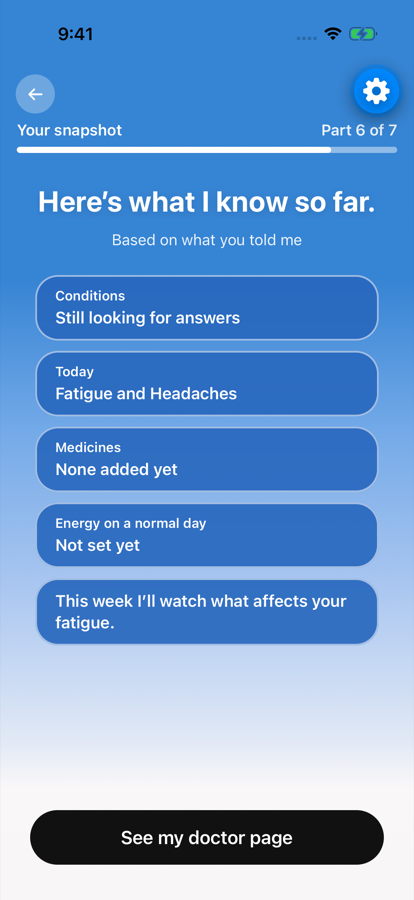 9:41
Your snapshot
Part 6 of 7
Here’s what I know so far.
Based on what you told me
Conditions
Still looking for answers
Today
Fatigue and Headaches
Medicines
None added yet
Energy on a normal day
Not set yet
This week I’ll watch what affects your
fatigue.
See my doctor page